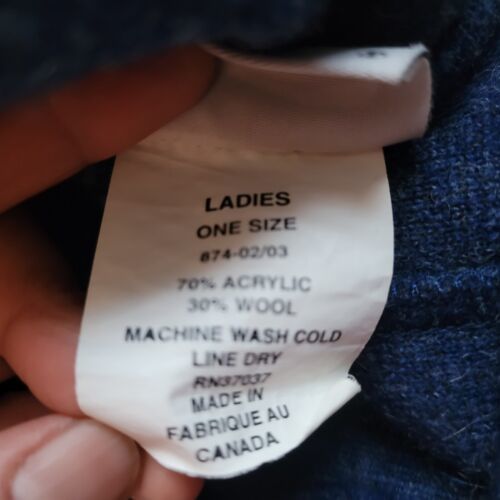 LADIES
ONE SIZE
874-02/03
70% ACRYLIC
30% WOOL
MACHINE WASH COLD
LINE DRY
RN37037
MADE IN
FABRIQUE AU
CANADA